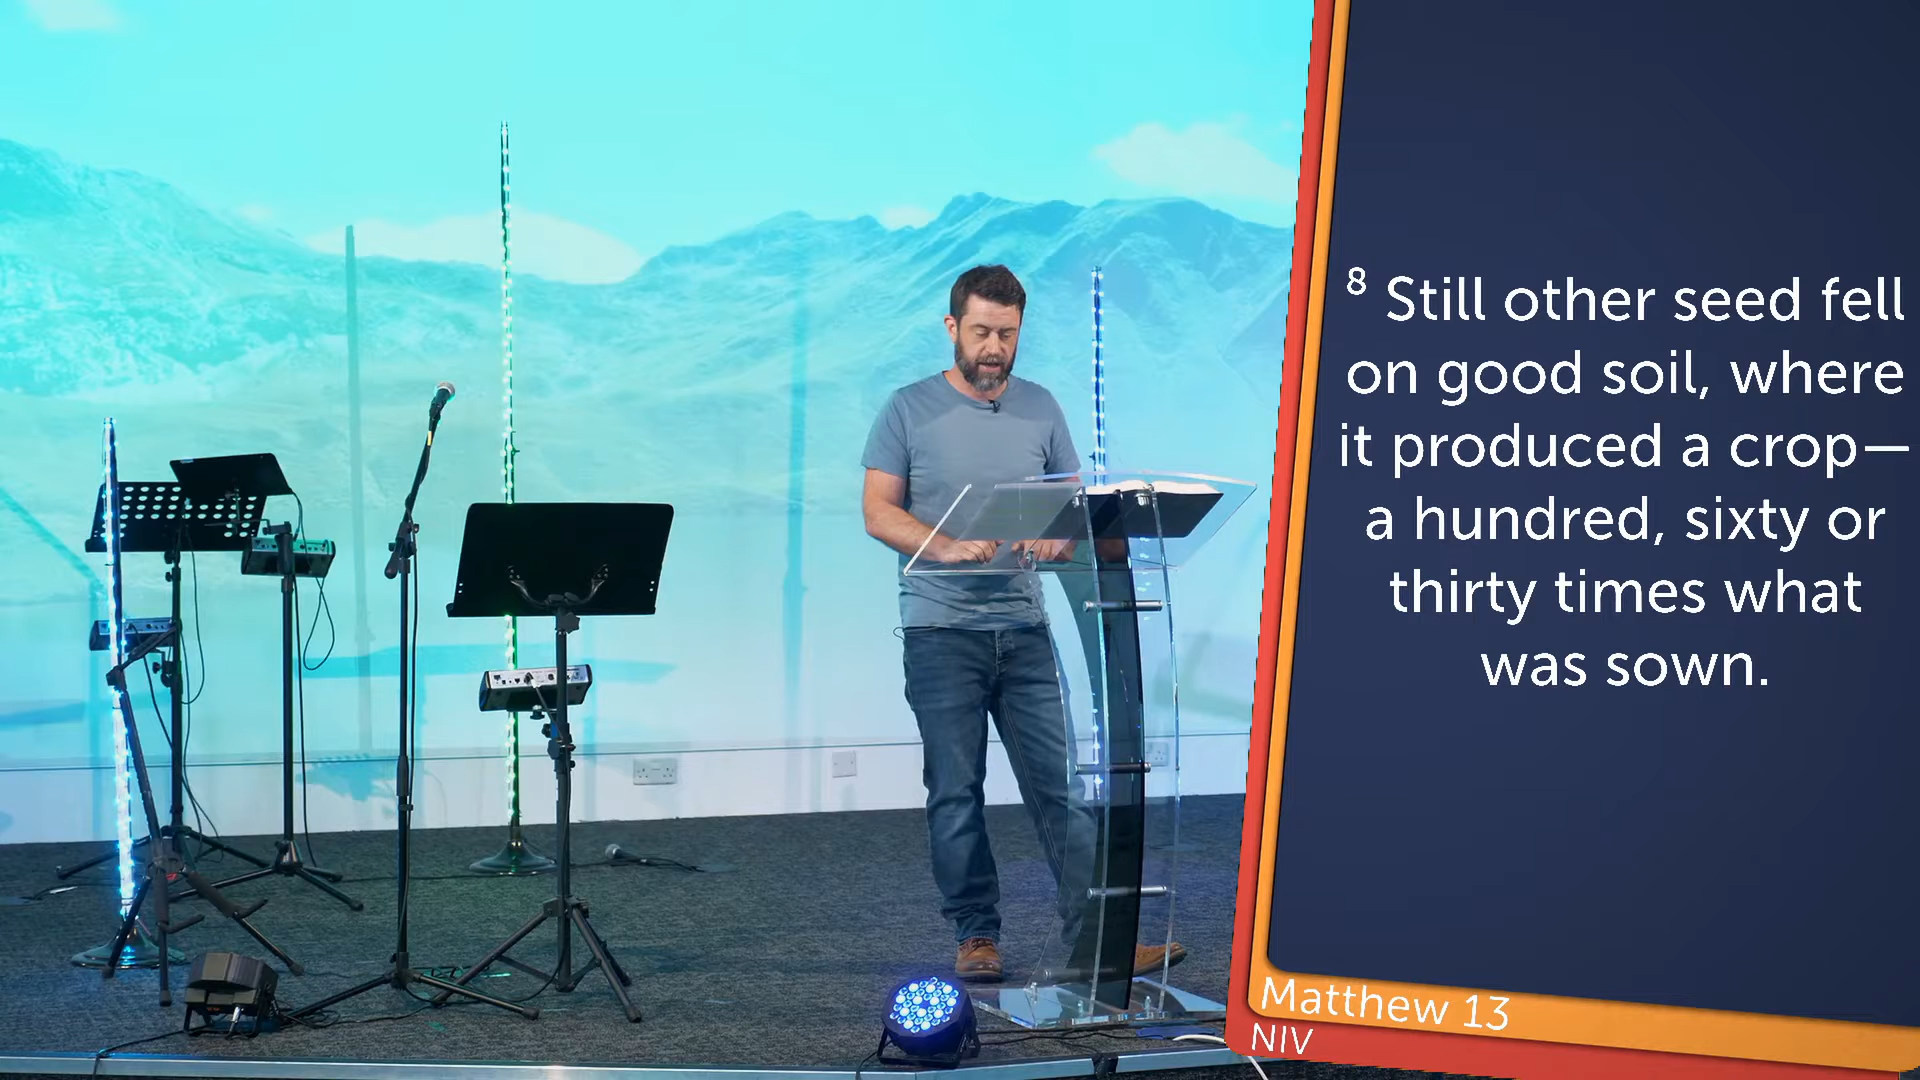 8 Still other seed fell
on good soil, where
it produced a crop—
a hundred, sixty or
thirty times what
was sown.
Matthew 13
NIV